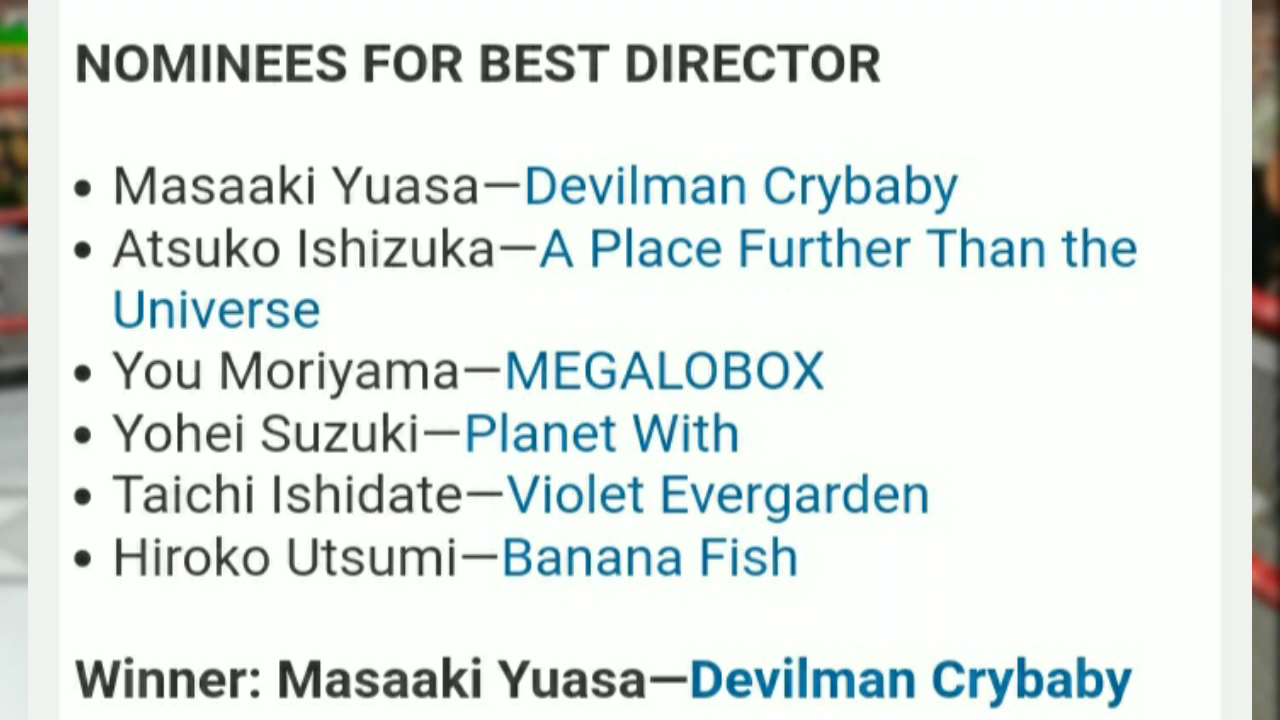 NOMINEES FOR BEST DIRECTOR
• Masaaki Yuasa—Devilman Crybaby
• Atsuko Ishizuka—A Place Further Than the
Universe
• You Moriyama—MEGALOBOX
• Yohei Suzuki—Planet With
• Taichi Ishidate—Violet Evergarden
• Hiroko Utsumi—Banana Fish
Winner: Masaaki Yuasa—Devilman Crybaby